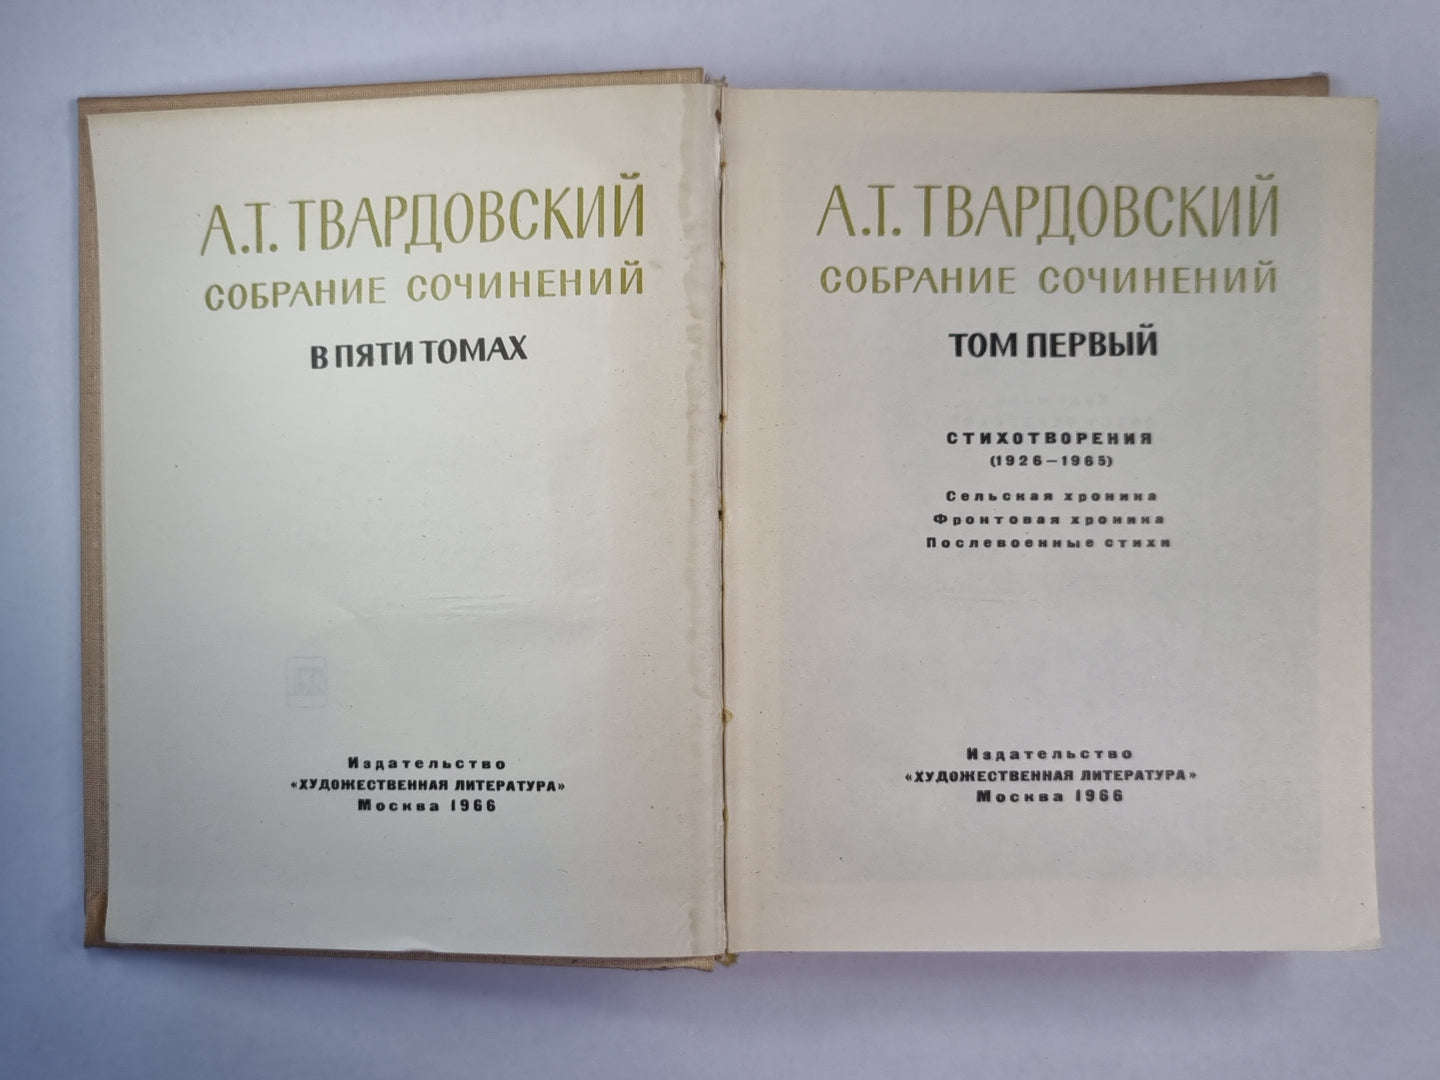 А.Т. ТВАРДОВСКИЙ
СОБРАНИЕ СОЧИНЕНИЙ
В ПЯТИ ТОМАХ
Издательство
«ХУДОЖЕСТВЕННАЯ ЛИТЕРАТУРА»
Москва 1966
А.Т. ТВАРДОВСКИЙ
СОБРАНИЕ СОЧИНЕНИЙ
ТОМ ПЕРВЫЙ
СТИХОТВОРЕНИЯ
(1926—1965)
Сельская хроника
Фронтовая хроника
Послевоенные стихи
Издательство
«ХУДОЖЕСТВЕННАЯ ЛИТЕРАТУРА»
Москва 1966